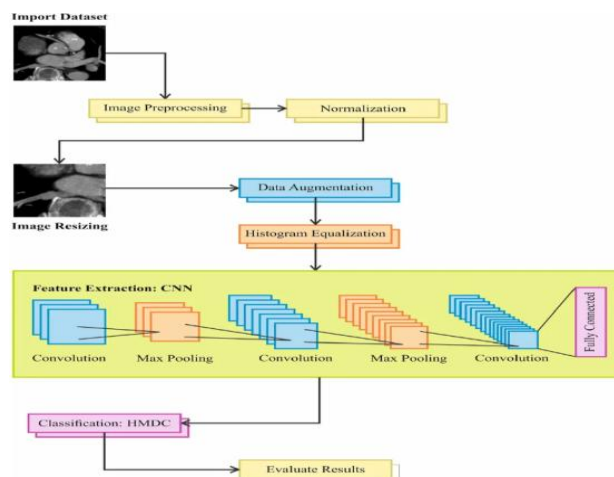 Import Dataset
Image Preprocessing
Normalization
Image Resizing
Data Augmentation
Histogram Equalization
Feature Extraction: CNN
Convolution
Max Pooling
Convolution
Max Pooling
Convolution
Fully Connected
Classification: HMDC
Evaluate Results